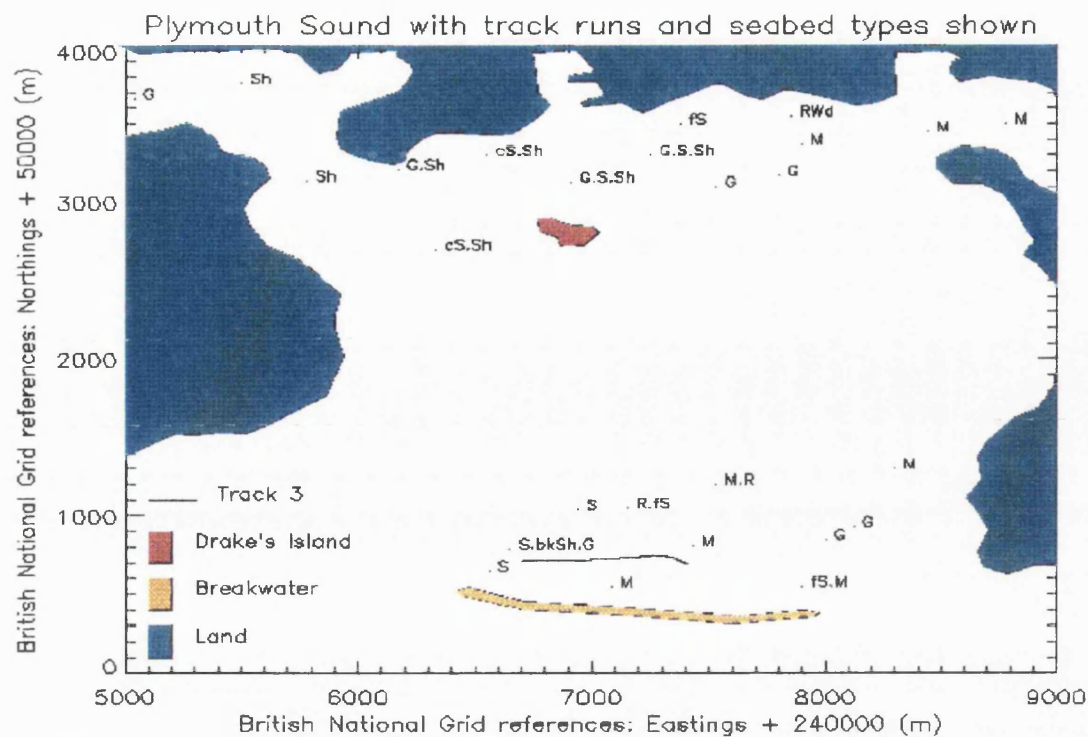 Plymouth Sound with track runs and seabed types shown
British National Grid references: Northings + 50000 (m)
4000
3000
2000
1000
0
G
Sh
fS
RWd
M
M
M
cS.Sh
G.S.Sh
G.Sh
Sh
G.S.Sh
G
G
cS.Sh
M
M.R
S
R.fS
G
G
S.bkSh.G
M
S
M
fS.M
Track 3
Drake's Island
Breakwater
Land
5000 6000 7000 8000 9000
British National Grid references: Eastings + 240000 (m)